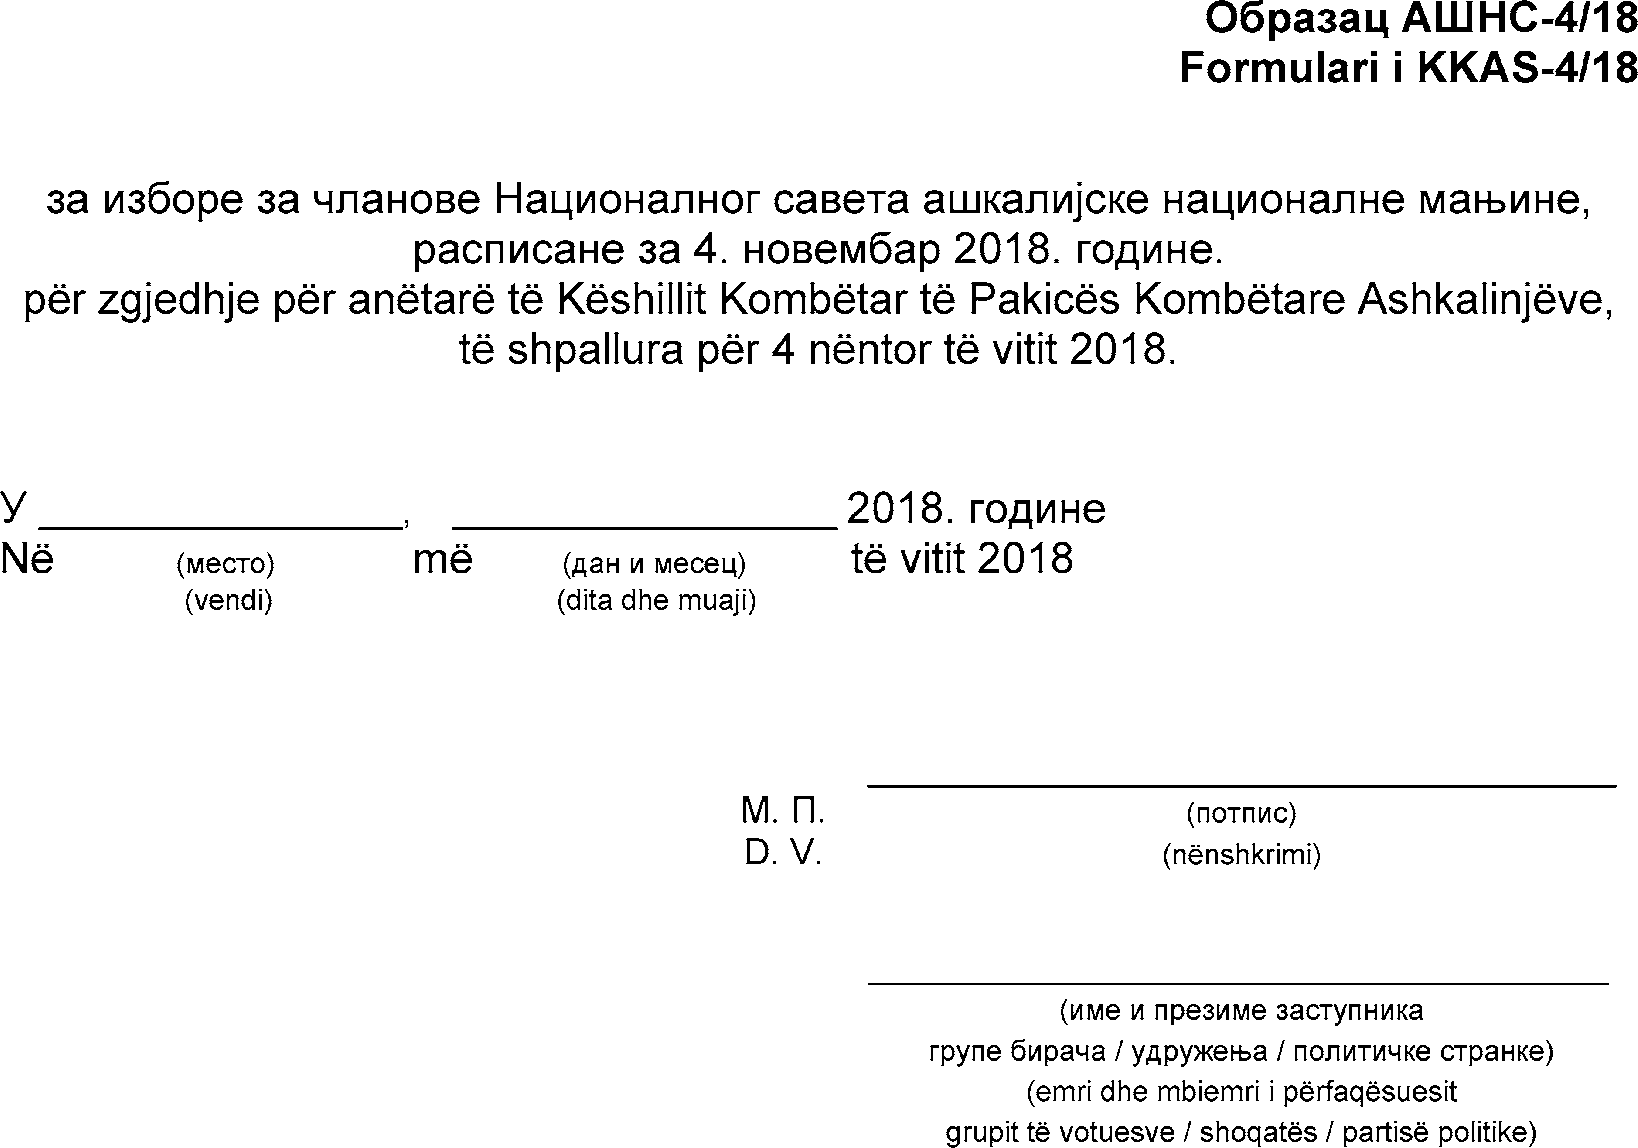 Образац АШНС-4/18
Formulari i KKAS-4/18
за изборе за чланове Националног савета ашкалијске националне мањине,
расписане за 4. новембар 2018. године.
për zgjedhje për anëtarë të Këshillit Kombëtar të Pakicës Kombëtare Ashkalinjëve,
të shpallura për 4 nëntor të vitit 2018.
У ________________, _________________ 2018. године
Në (место) më (дан и месец) të vitit 2018
(vendi) (dita dhe muaji)
М. П. (потпис)
D. V. (nënshkrimi)
(име и презиме заступника
групе бирача / удружења / политичке странке)
(emri dhe mbiemri i përfaqësuesit
grupit të votuesve / shoqatës / partisë politike)